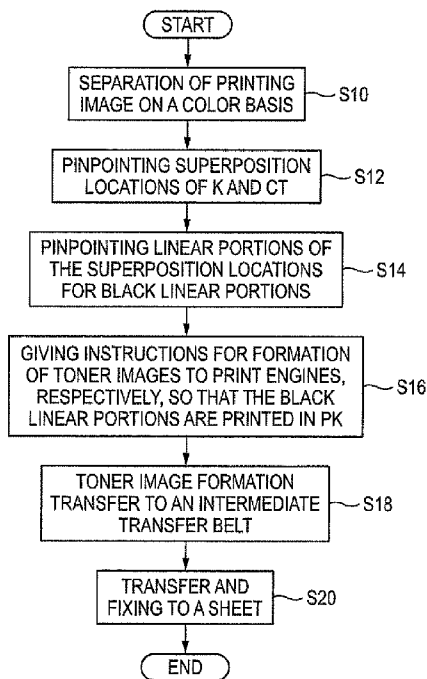 START
SEPARATION OF PRINTING
IMAGE ON A COLOR BASIS
S10
PINPOINTING SUPERPOSITION
LOCATIONS OF K AND CT
S12
PINPOINTING LINEAR PORTIONS OF
THE SUPERPOSITION LOCATIONS
FOR BLACK LINEAR PORTIONS
S14
GIVING INSTRUCTIONS FOR FORMATION
OF TONER IMAGES TO PRINT ENGINES,
RESPECTIVELY, SO THAT THE BLACK
LINEAR PORTIONS ARE PRINTED IN PK
S16
TONER IMAGE FORMATION
TRANSFER TO AN INTERMEDIATE
TRANSFER BELT
S18
TRANSFER AND
FIXING TO A SHEET
S20
END